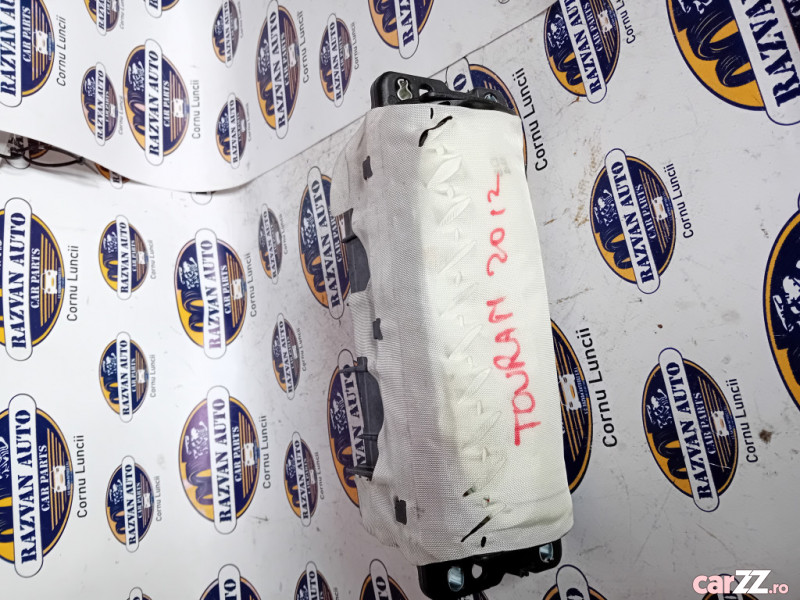 TOURAN 2012
RAZVAN AUTO
CAR PARTS
Cornu Luncii
carZZ.ro